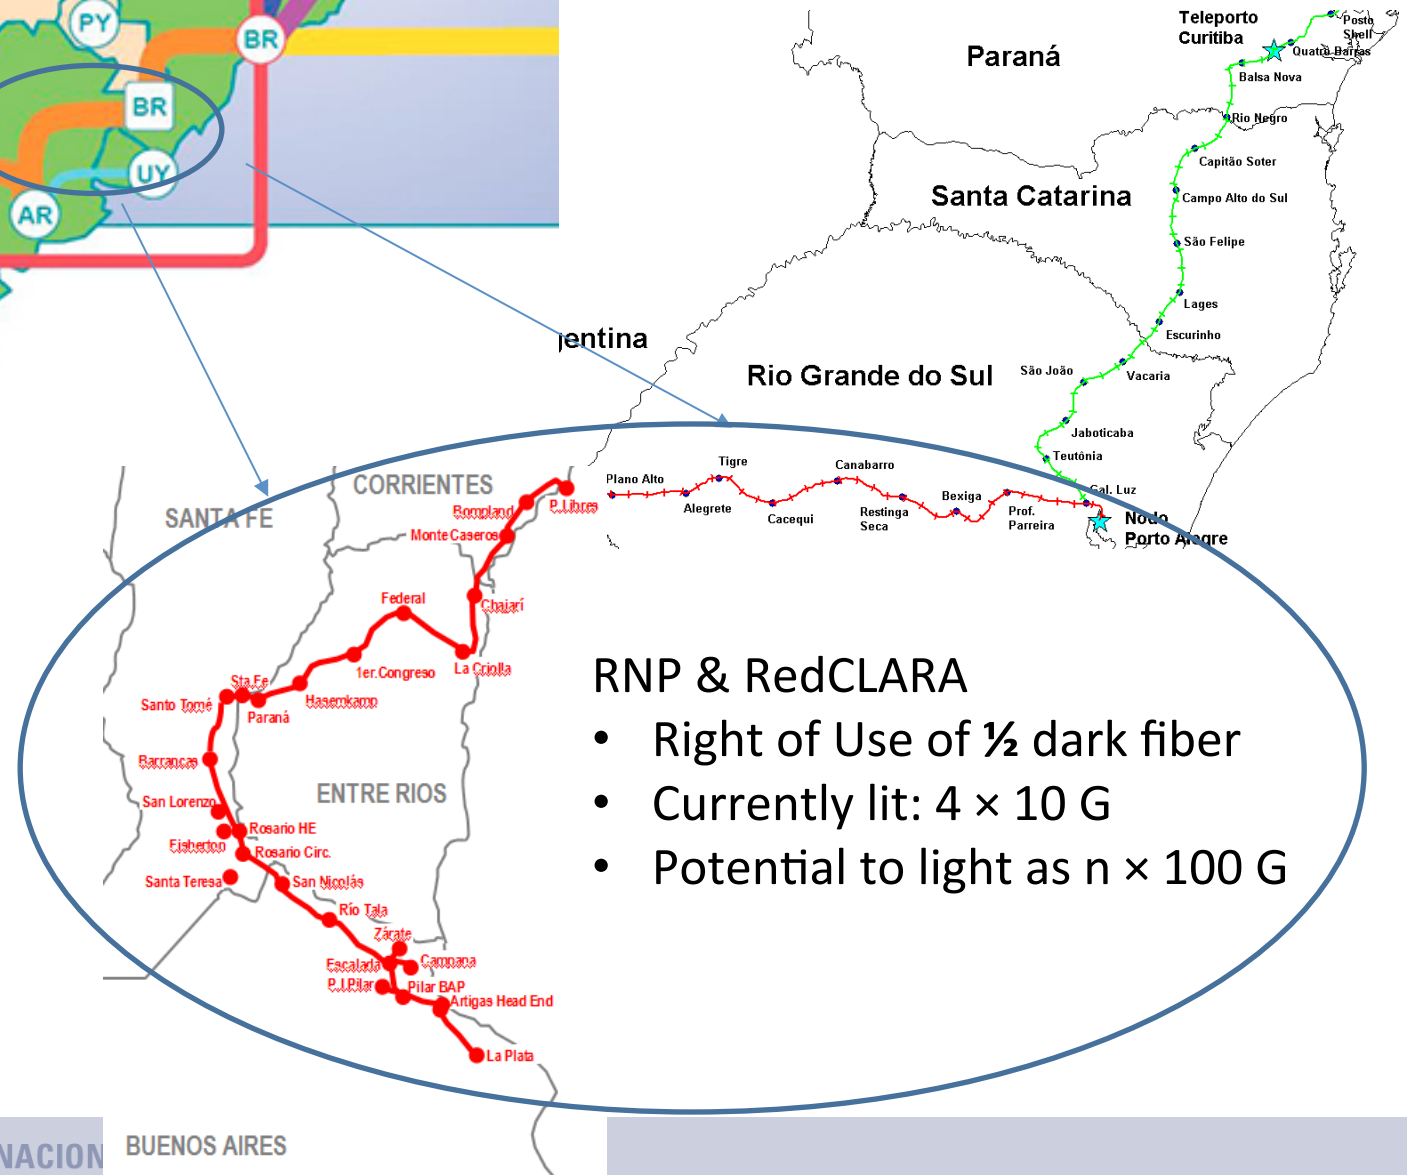 PY
BR
BR
UY
AR
Teleporto
Curitiba
Posto
Shell
Quatro Barras
Balsa Nova
Paraná
Rio Negro
Capitão Soter
Santa Catarina
Campo Alto do Sul
São Felipe
Lages
Escurinho
entina
Rio Grande do Sul
São João
Vacaria
Jaboticaba
Teutônia
Gal. Luz
Nodo
Porto Alegre
Plano Alto
Alegrete
Tigre
Cacequi
Canabarro
Restinga
Seca
Bexiga
Prof.
Parreira
SANTA FE
CORRIENTES
P. Libres
Bompland
Monte Caseros
Chajarí
Federal
La Criolla
1er.Congreso
Hasemkamp
Sta.Fe
Santo Tomé
Paraná
Barrancas
ENTRE RIOS
San Lorenzo
Rosario HE
Fisherton
Rosario Circ.
Santa Teresa
San Nicolás
Río Tala
Zárate
Escalada
Campana
P.I.Pilar
Pilar BAP
Artigas Head End
La Plata
BUENOS AIRES
RNP & RedCLARA
• Right of Use of ½ dark fiber
• Currently lit: 4 × 10 G
• Potential to light as n × 100 G
NACION